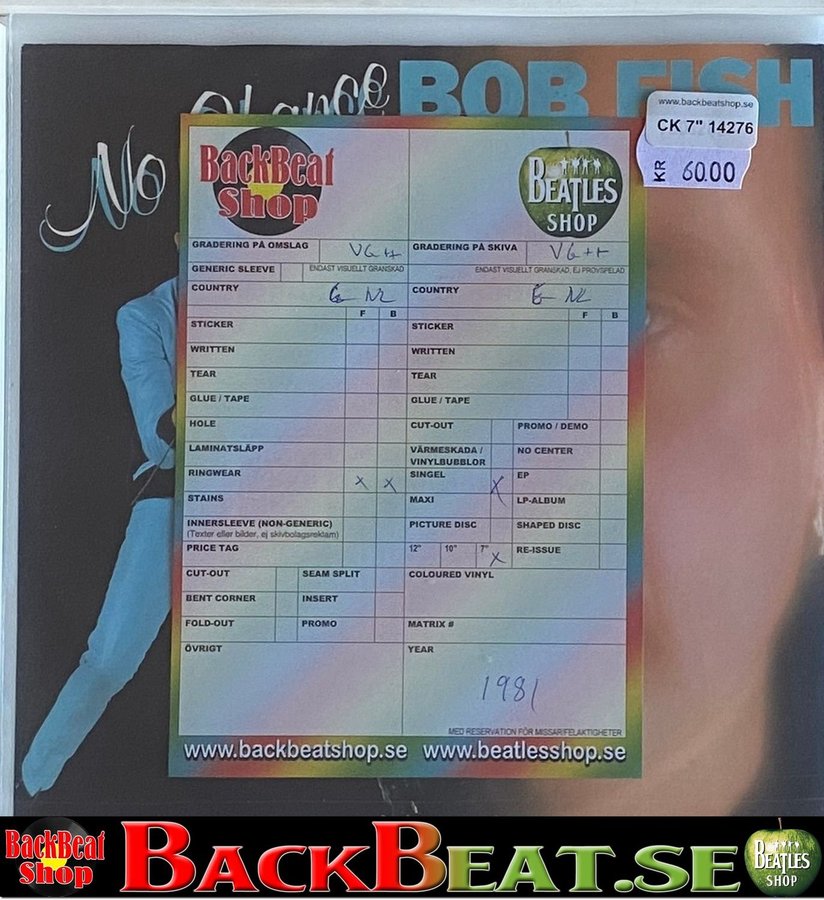 No Chance BOB FISH
www.backbeatshop.se
CK 7" 14276
KR 60.00
BackBeat
Shop
BEATLES
SHOP
GRADERING PÅ OMSLAG VG++ GRADERING PÅ SKIVA VG++
GENERIC SLEEVE ENDAST VISUELLT GRANSKAD ENDAST VISUELLT GRANSKAD, EJ PROVSPELAD
COUNTRY NL COUNTRY NL
F B F B
STICKER STICKER
WRITTEN WRITTEN
TEAR TEAR
GLUE / TAPE GLUE / TAPE
HOLE CUT-OUT PROMO / DEMO
LAMINATSLÄPP VÄRMESKADA / NO CENTER
VINYLBUBBLOR
RINGWEAR X X SINGEL X EP
STAINS MAXI LP-ALBUM
INNERSLEEVE (NON-GENERIC) PICTURE DISC SHAPED DISC
(Texter eller bilder, ej skivbolagsreklam)
PRICE TAG 12" 10" 7" X RE-ISSUE
CUT-OUT SEAM SPLIT COLOURED VINYL
BENT CORNER INSERT
FOLD-OUT PROMO MATRIX #
ÖVRIGT YEAR
1981
MED RESERVATION FÖR MISSAR/FELAKTIGHETER
www.backbeatshop.se www.beatlesshop.se
BackBeat
Shop
BACKBEAT.SE
BEATLES
SHOP